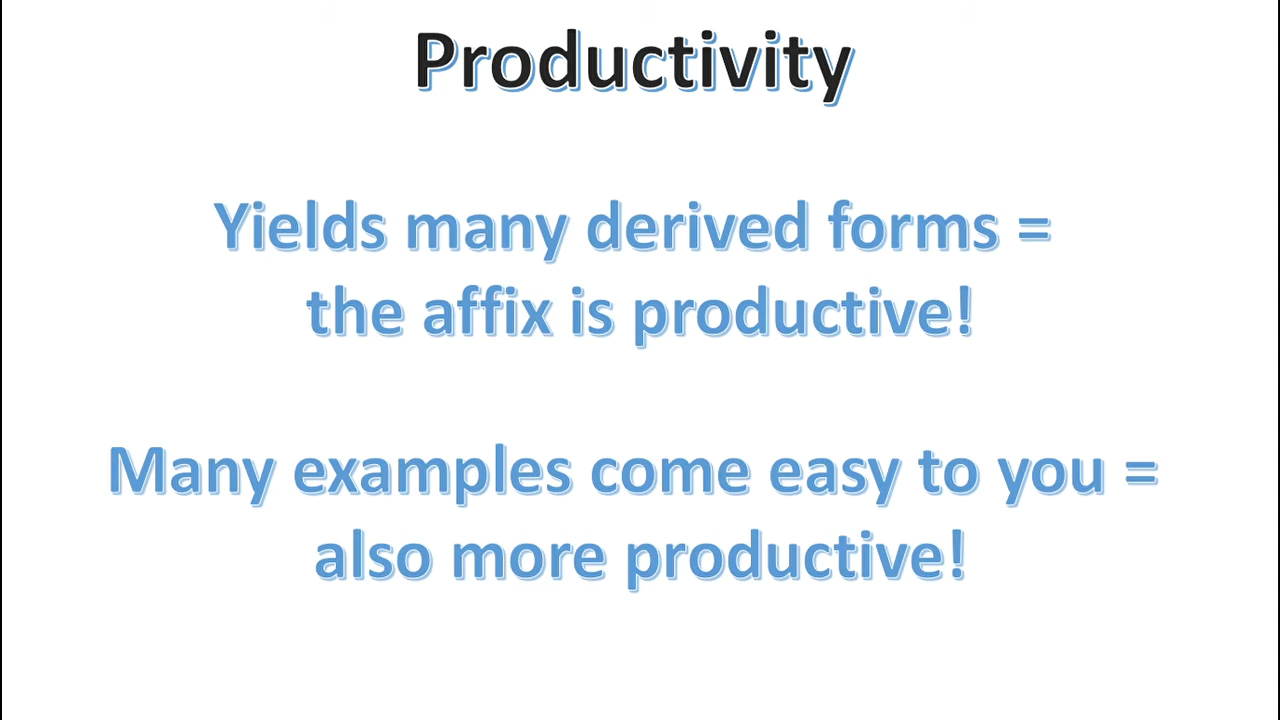 Productivity
Yields many derived forms =
the affix is productive!
Many examples come easy to you =
also more productive!